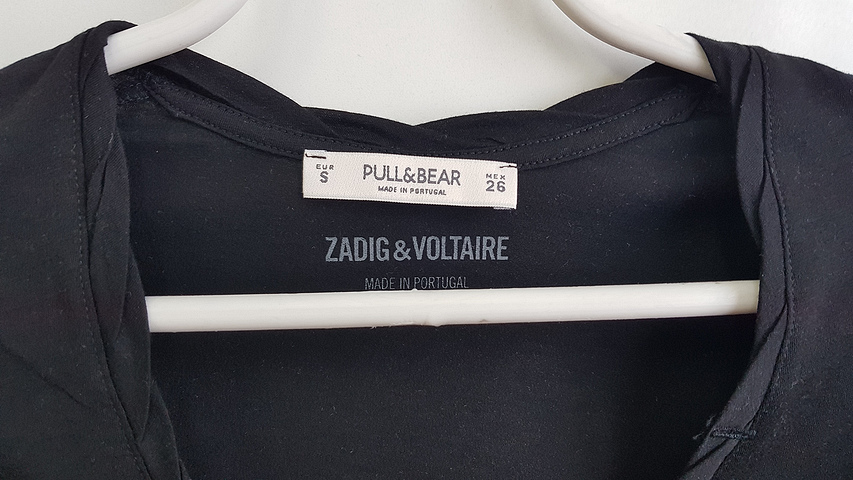 EUR
S
PULL&BEAR
MADE IN PORTUGAL
MEX
26
ZADIG&VOLTAIRE
MADE IN PORTUGAL